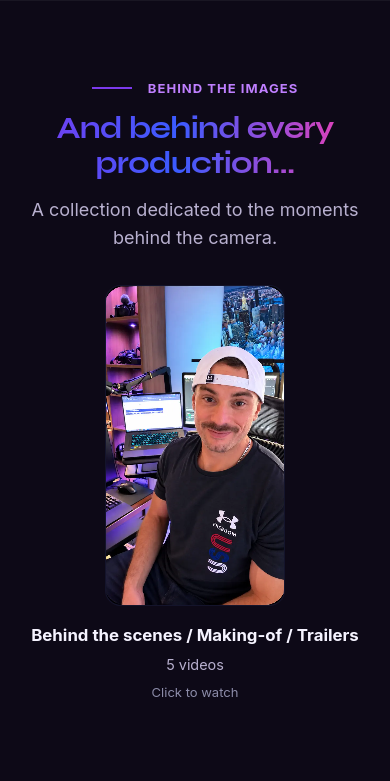 BEHIND THE IMAGES
And behind every
production...
A collection dedicated to the moments
behind the camera.
Behind the scenes / Making-of / Trailers
5 videos
Click to watch